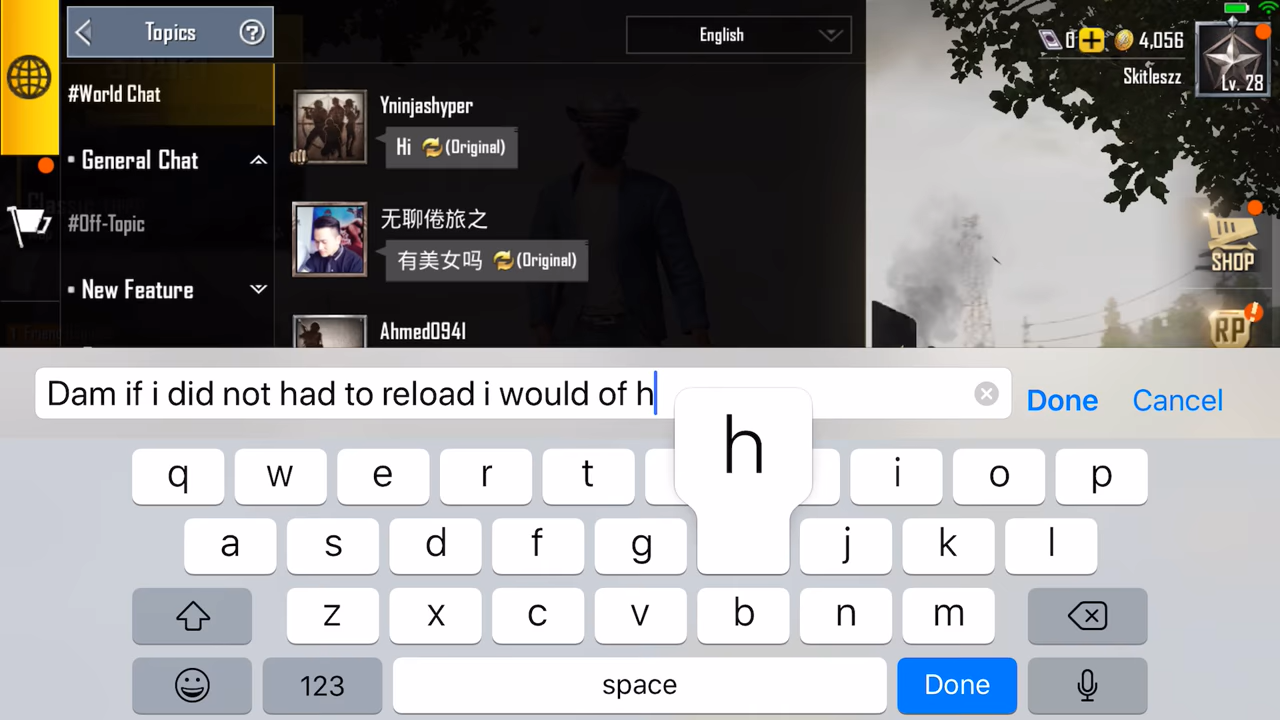 Topics
?
English
0
4,056
Skitleszz
Lv. 28
#World Chat
General Chat
#Off-Topic
New Feature
Yninjashyper
Hi (Original)
无聊倦旅之
有美女吗 (Original)
Ahmed094l
SHOP
RP
Dam if i did not had to reload i would of h
Done
Cancel
h
q w e r t i o p
a s d f g j k l
z x c v b n m
123
space
Done